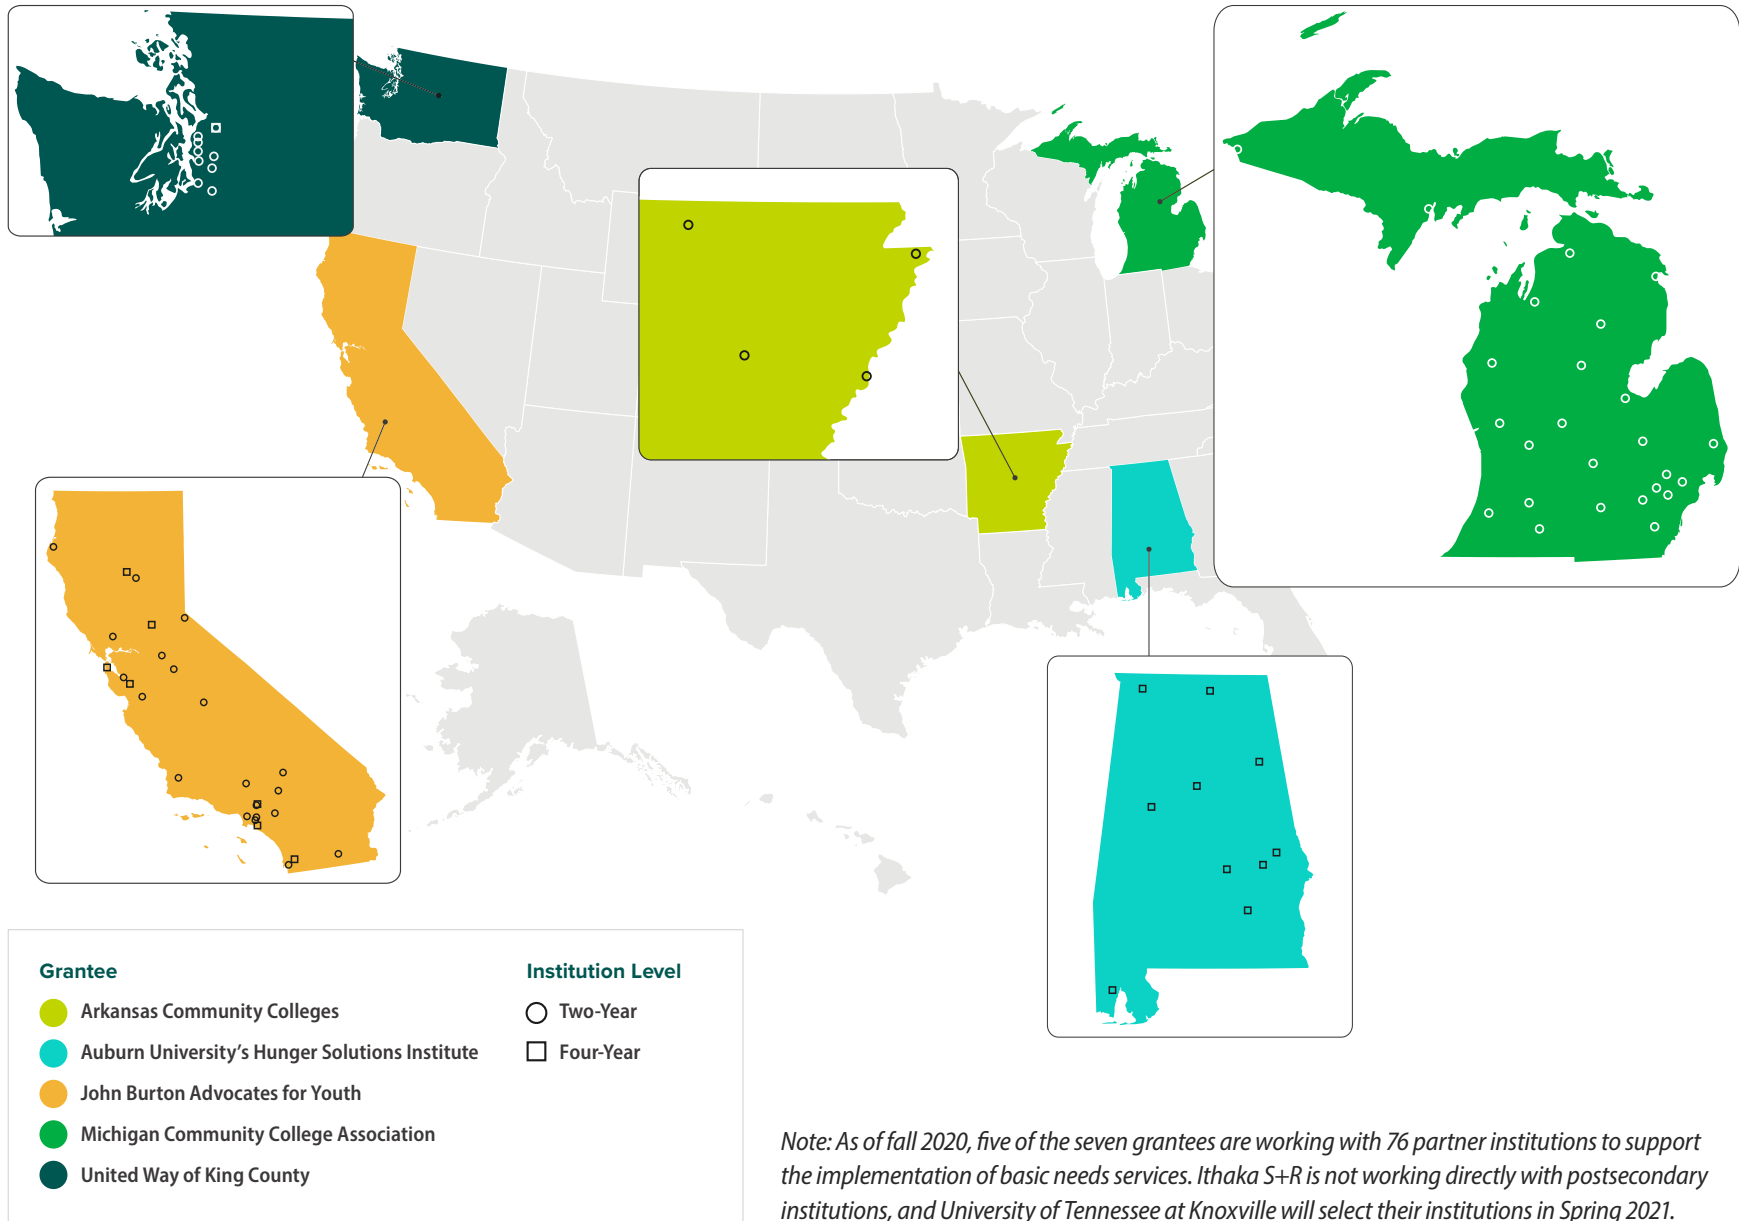 Grantee
Arkansas Community Colleges
Auburn University’s Hunger Solutions Institute
John Burton Advocates for Youth
Michigan Community College Association
United Way of King County
Institution Level
Two-Year
Four-Year
Note: As of fall 2020, five of the seven grantees are working with 76 partner institutions to support
the implementation of basic needs services. Ithaka S+R is not working directly with postsecondary
institutions, and University of Tennessee at Knoxville will select their institutions in Spring 2021.